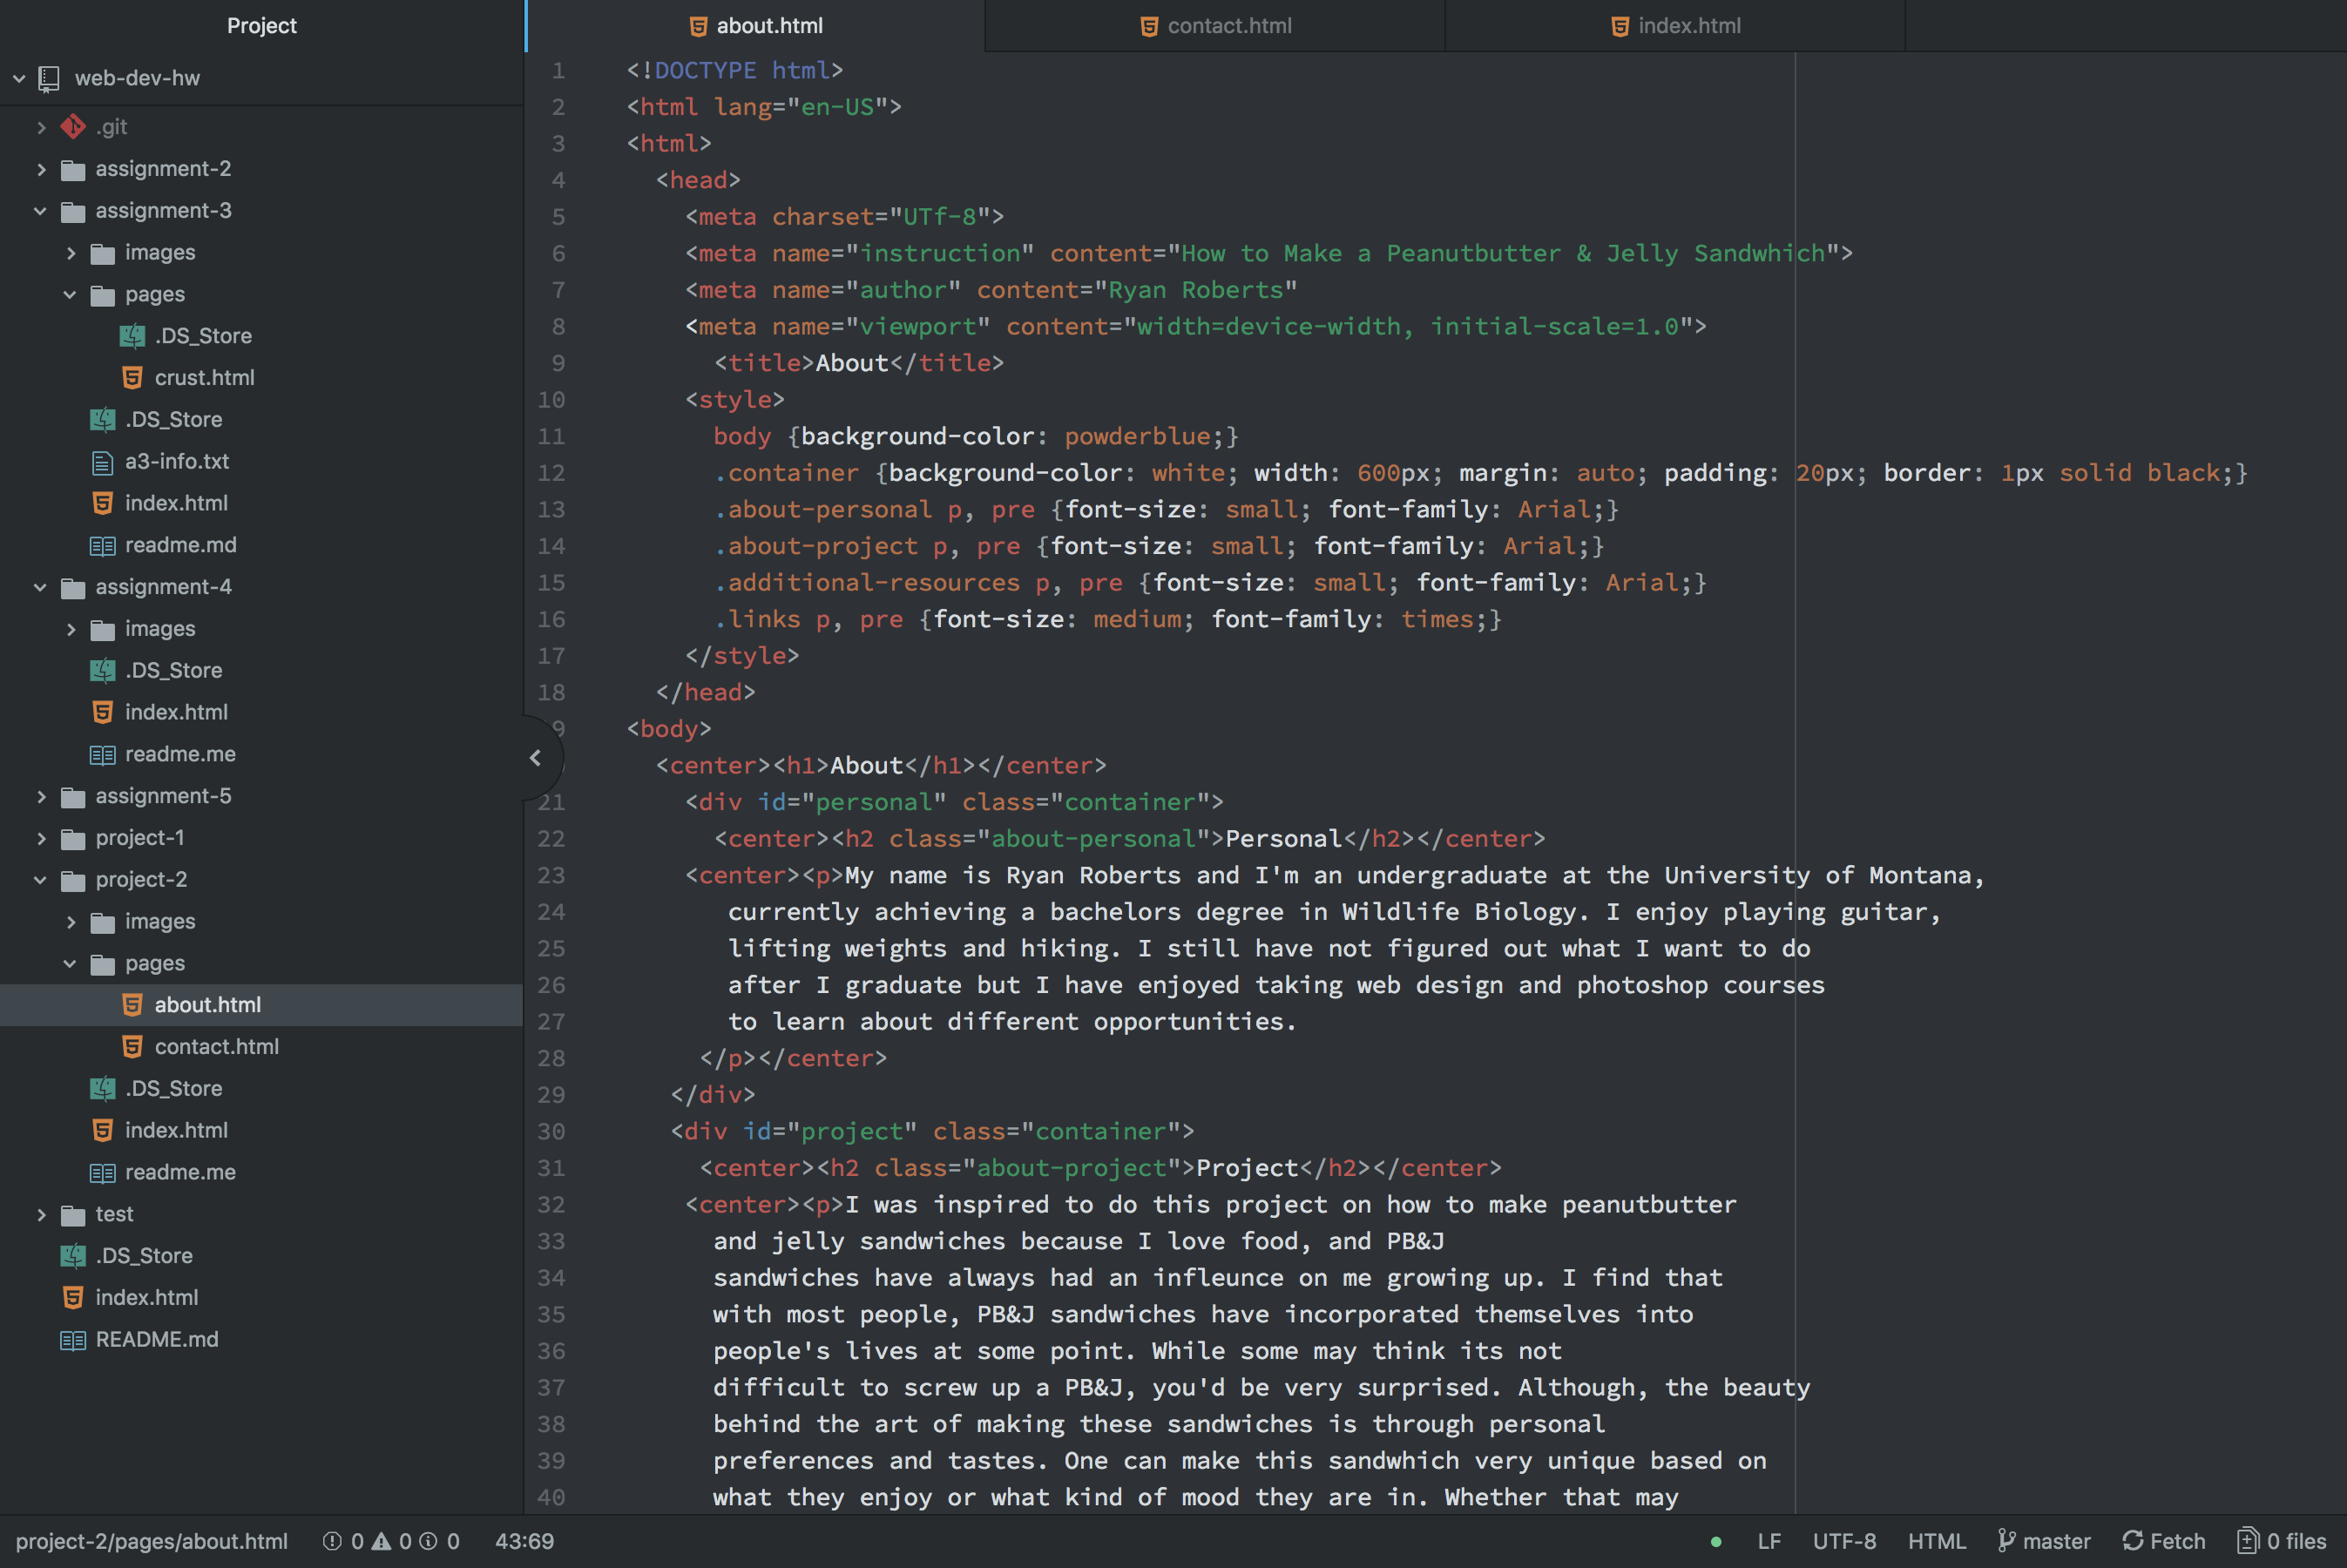 Project
web-dev-hw
.git
assignment-2
assignment-3
images
pages
.DS_Store
crust.html
.DS_Store
a3-info.txt
index.html
readme.md
assignment-4
images
.DS_Store
index.html
readme.me
assignment-5
project-1
project-2
images
pages
about.html
contact.html
.DS_Store
index.html
readme.me
test
.DS_Store
index.html
README.md
about.html
contact.html
index.html
1 <!DOCTYPE html>
2 <html lang="en-US">
3 <html>
4 <head>
5 <meta charset="UTf-8">
6 <meta name="instruction" content="How to Make a Peanutbutter & Jelly Sandwhich">
7 <meta name="author" content="Ryan Roberts"
8 <meta name="viewport" content="width=device-width, initial-scale=1.0">
9 <title>About</title>
10 <style>
11 body {background-color: powderblue;}
12 .container {background-color: white; width: 600px; margin: auto; padding: 20px; border: 1px solid black;}
13 .about-personal p, pre {font-size: small; font-family: Arial;}
14 .about-project p, pre {font-size: small; font-family: Arial;}
15 .additional-resources p, pre {font-size: small; font-family: Arial;}
16 .links p, pre {font-size: medium; font-family: times;}
17 </style>
18 </head>
9 <body>
<center><h1>About</h1></center>
21 <div id="personal" class="container">
22 <center><h2 class="about-personal">Personal</h2></center>
23 <center><p>My name is Ryan Roberts and I'm an undergraduate at the University of Montana,
24 currently achieving a bachelors degree in Wildlife Biology. I enjoy playing guitar,
25 lifting weights and hiking. I still have not figured out what I want to do
26 after I graduate but I have enjoyed taking web design and photoshop courses
27 to learn about different opportunities.
28 </p></center>
29 </div>
30 <div id="project" class="container">
31 <center><h2 class="about-project">Project</h2></center>
32 <center><p>I was inspired to do this project on how to make peanutbutter
33 and jelly sandwiches because I love food, and PB&J
34 sandwiches have always had an infleunce on me growing up. I find that
35 with most people, PB&J sandwiches have incorporated themselves into
36 people's lives at some point. While some may think its not
37 difficult to screw up a PB&J, you'd be very surprised. Although, the beauty
38 behind the art of making these sandwiches is through personal
39 preferences and tastes. One can make this sandwhich very unique based on
40 what they enjoy or what kind of mood they are in. Whether that may
project-2/pages/about.html 0 0 0 43:69 LF UTF-8 HTML master Fetch 0 files